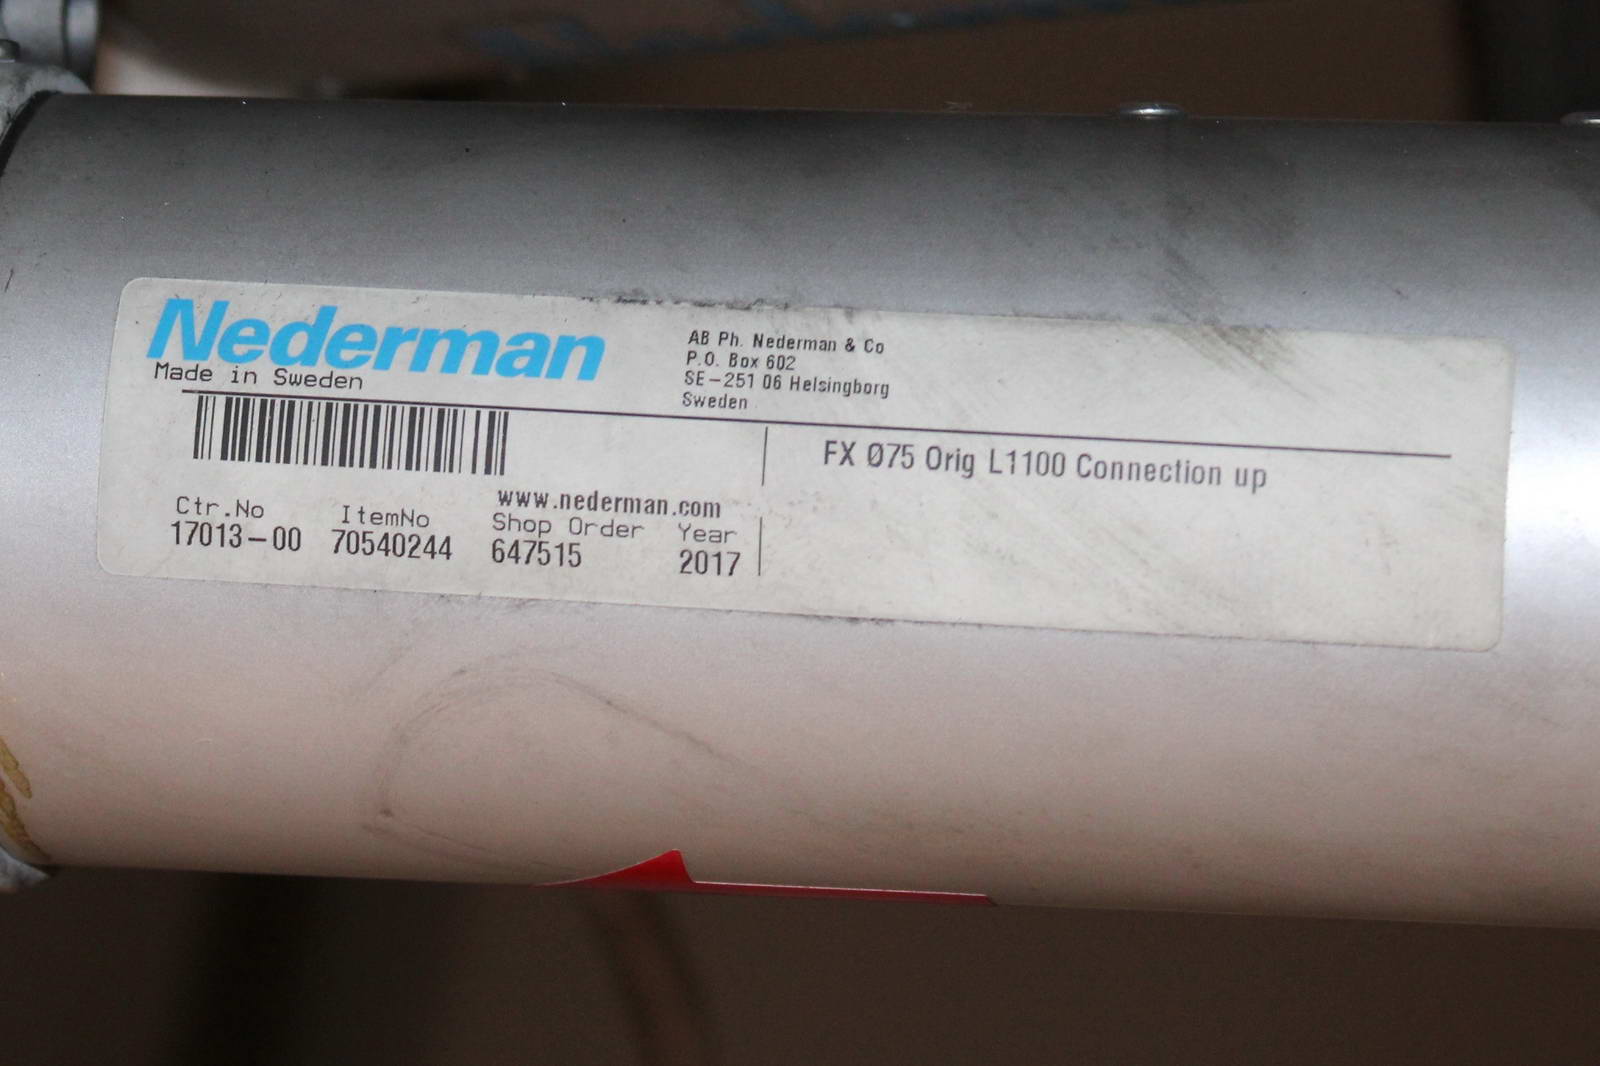 Nederman
Made in Sweden
AB Ph. Nederman & Co
P.O. Box 602
SE-251 06 Helsingborg
Sweden
FX Ø75 Orig L1100 Connection up
www.nederman.com
Ctr.No ItemNo Shop Order Year
17013-00 70540244 647515 2017